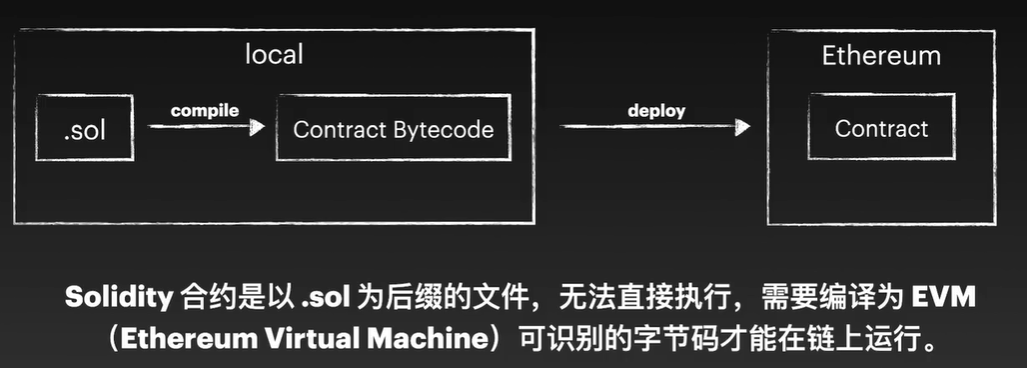 local
Ethereum
.sol
compile
Contract Bytecode
deploy
Contract
Solidity 合约是以 .sol 为后缀的文件，无法直接执行，需要编译为 EVM
（Ethereum Virtual Machine）可识别的字节码才能在链上运行。